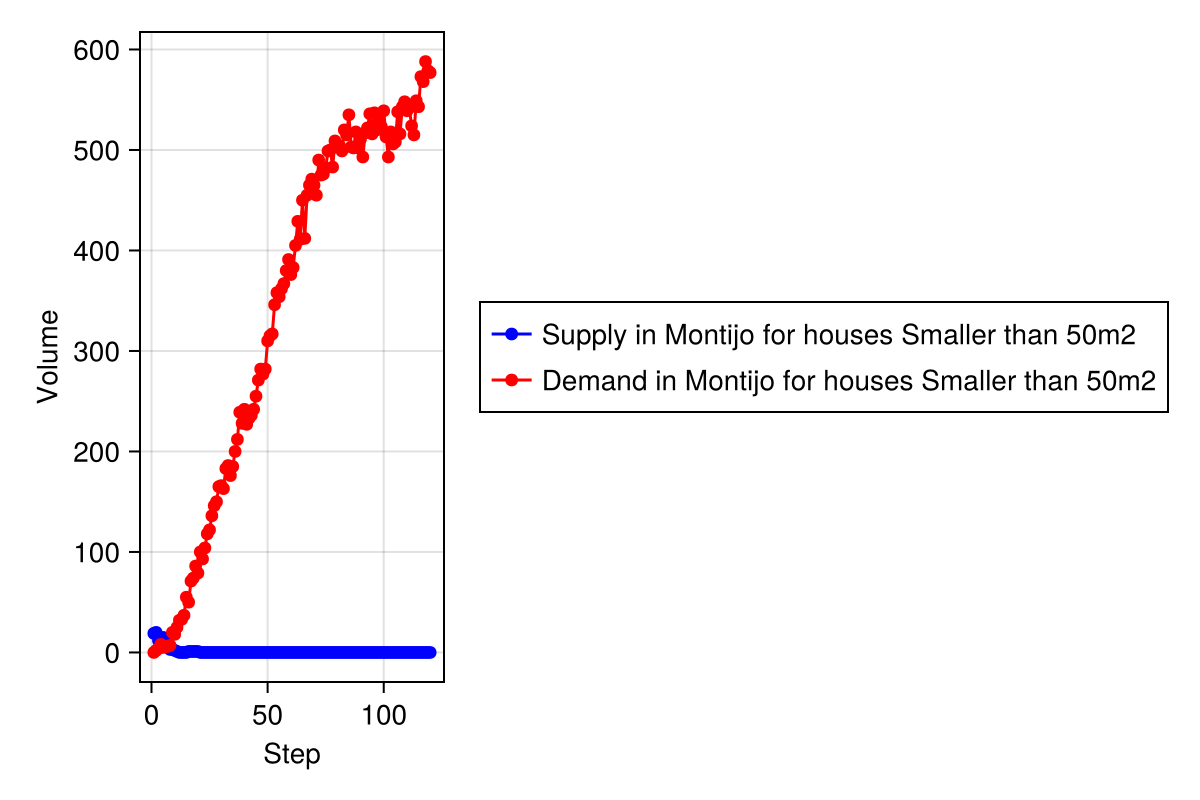 600
500
400
300
200
100
0
Volume
0 50 100
Step
Supply in Montijo for houses Smaller than 50m2
Demand in Montijo for houses Smaller than 50m2